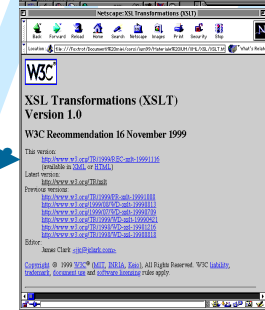 Netscape: XSL Transformations (XSLT)
Back Forward Reload Home Search Netscape Images Print Security Stop
Location:
What's Relate
W3C
XSL Transformations (XSLT)
Version 1.0
W3C Recommendation 16 November 1999
This version:
http://www.w3.org/TR/1999/REC-xslt-19991116
(available in XML or HTML)
Latest version:
http://www.w3.org/TR/xslt
Previous versions:
http://www.w3.org/TR/1999/PR-xslt-19991008
http://www.w3.org/1999/08/WD-xslt-19990813
http://www.w3.org/1999/07/WD-xslt-19990709
http://www.w3.org/TR/1999/WD-xslt-19990421
http://www.w3.org/TR/1998/WD-xsl-19981216
http://www.w3.org/TR/1998/WD-xsl-19980818
Editor:
James Clark <jjc@jclark.com>
Copyright © 1999 W3C® (MIT, INRIA, Keio), All Rights Reserved. W3C liability,
trademark, document use and software licensing rules apply.